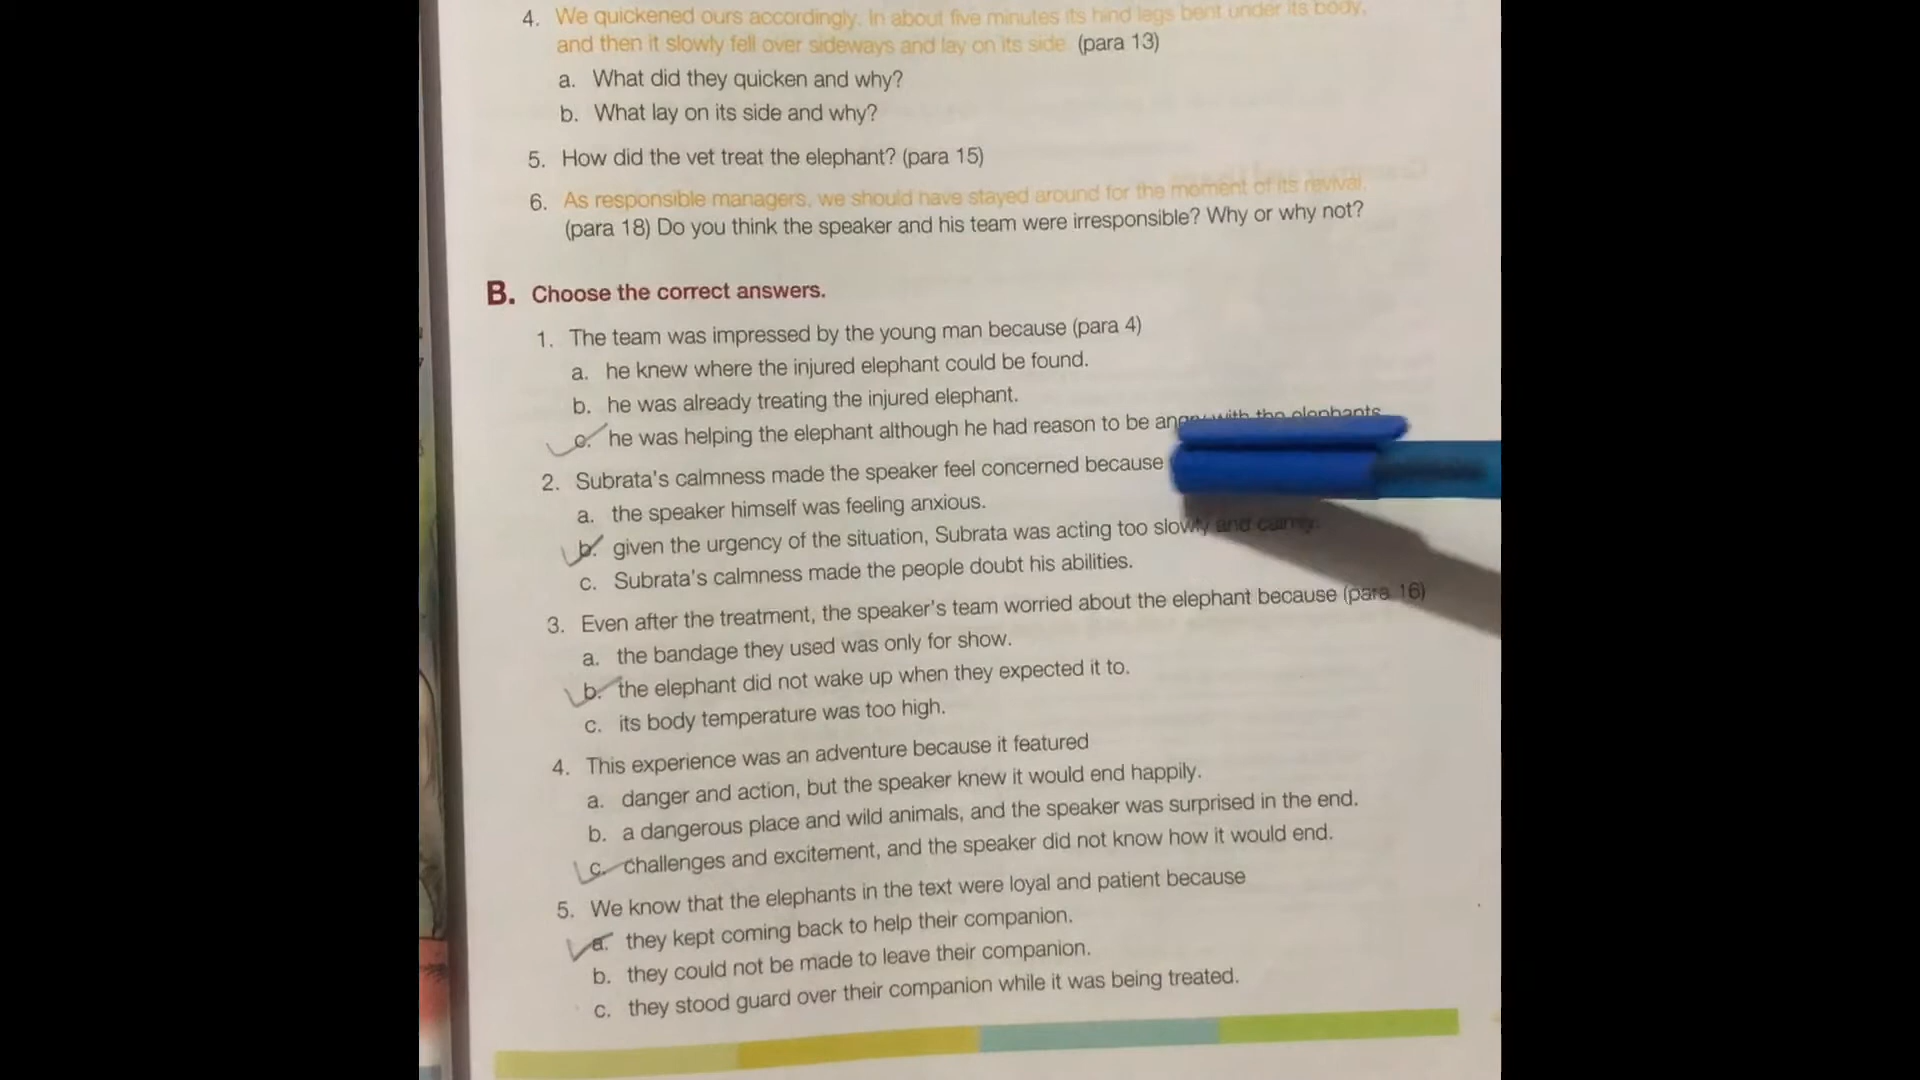 4. We quickened ours accordingly. In about five minutes its hind legs bent under its body,
and then it slowly fell over sideways and lay on its side. (para 13)
a. What did they quicken and why?
b. What lay on its side and why?
5. How did the vet treat the elephant? (para 15)
6. As responsible managers, we should have stayed around for the moment of its revival.
(para 18) Do you think the speaker and his team were irresponsible? Why or why not?
B. Choose the correct answers.
1. The team was impressed by the young man because (para 4)
a. he knew where the injured elephant could be found.
b. he was already treating the injured elephant.
c. he was helping the elephant although he had reason to be angry with the elephants.
2. Subrata's calmness made the speaker feel concerned because
a. the speaker himself was feeling anxious.
b. given the urgency of the situation, Subrata was acting too slowly and calmly.
c. Subrata's calmness made the people doubt his abilities.
3. Even after the treatment, the speaker's team worried about the elephant because (para 16)
a. the bandage they used was only for show.
b. the elephant did not wake up when they expected it to.
c. its body temperature was too high.
4. This experience was an adventure because it featured
a. danger and action, but the speaker knew it would end happily.
b. a dangerous place and wild animals, and the speaker was surprised in the end.
c. challenges and excitement, and the speaker did not know how it would end.
5. We know that the elephants in the text were loyal and patient because
a. they kept coming back to help their companion.
b. they could not be made to leave their companion.
c. they stood guard over their companion while it was being treated.